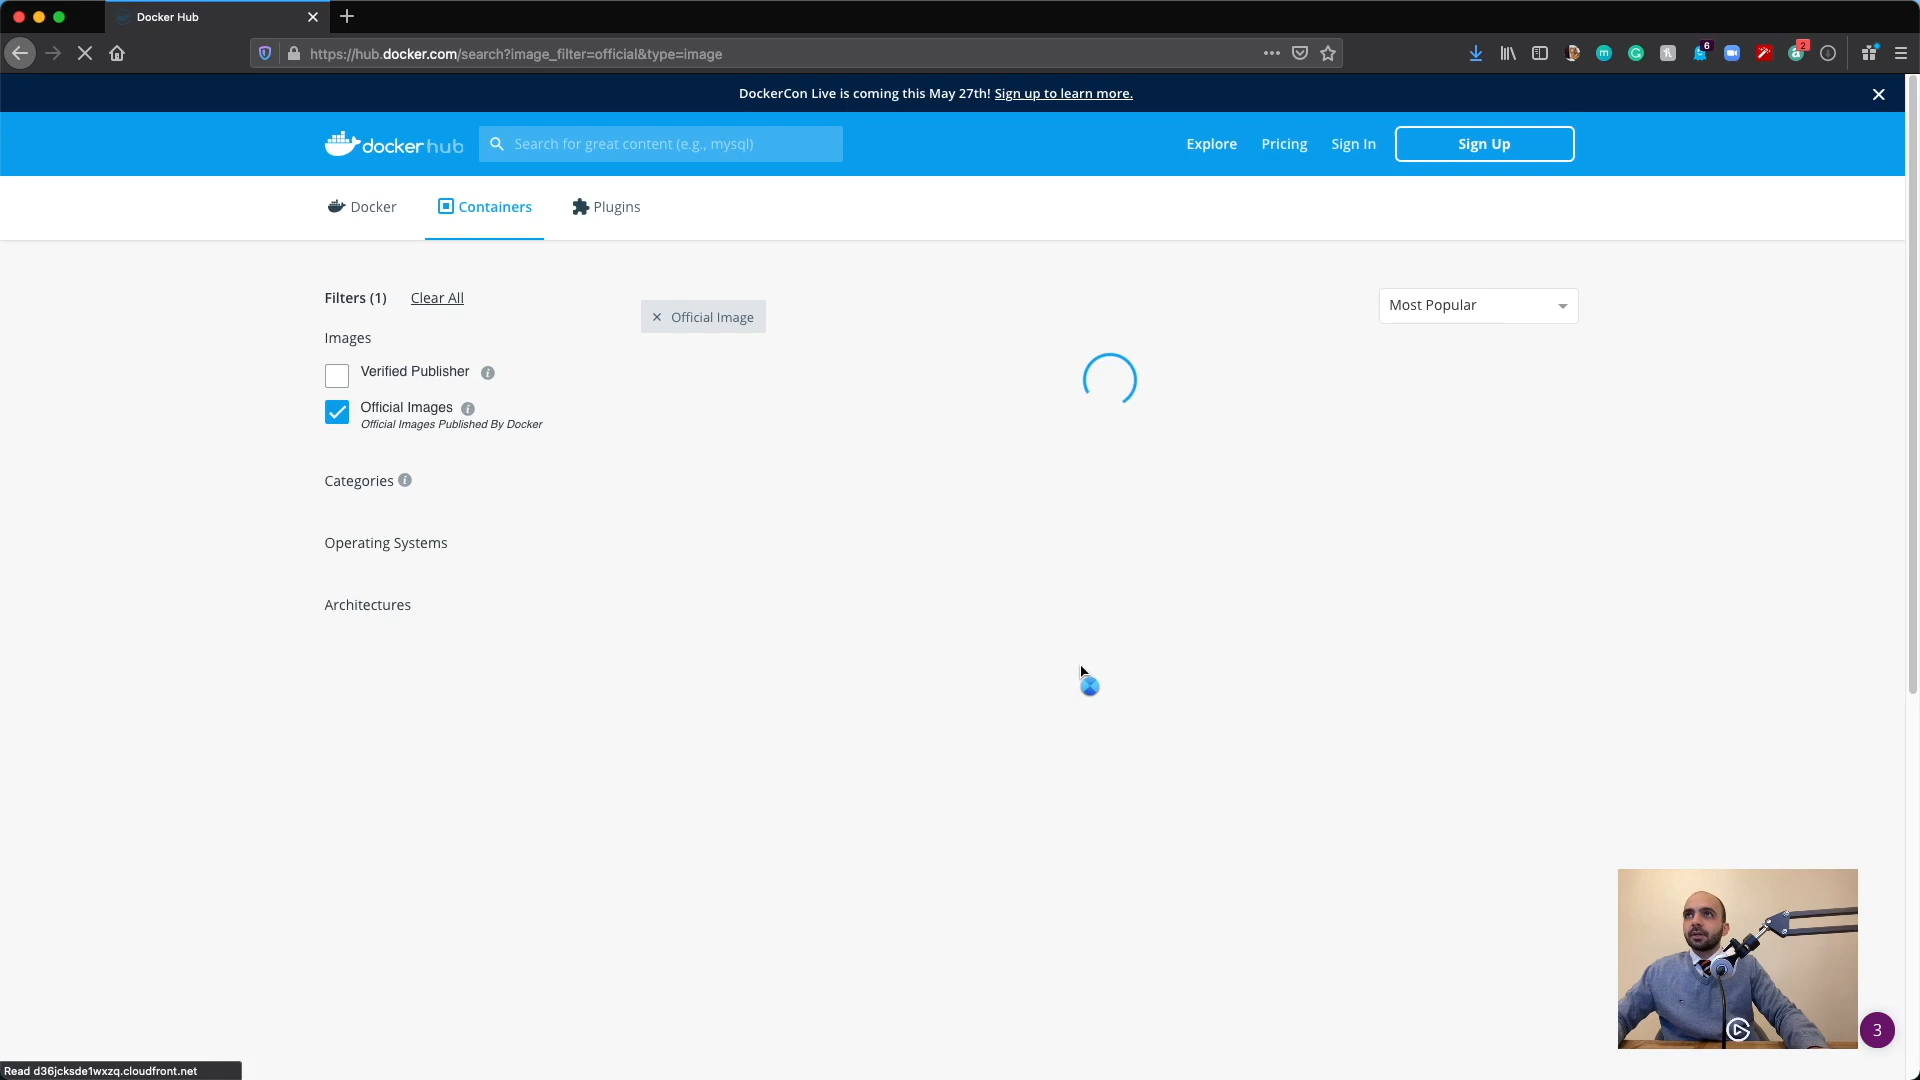 Docker Hub
https://hub.docker.com/search?image_filter=official&type=image
6
2
DockerCon Live is coming this May 27th! Sign up to learn more.
docker hub
Search for great content (e.g., mysql)
Explore
Pricing
Sign In
Sign Up
Docker
Containers
Plugins
Filters (1)
Clear All
Official Image
Most Popular
Images
Verified Publisher
Official Images
Official Images Published By Docker
Categories
Operating Systems
Architectures
3
Read d36jcksde1wxzq.cloudfront.net